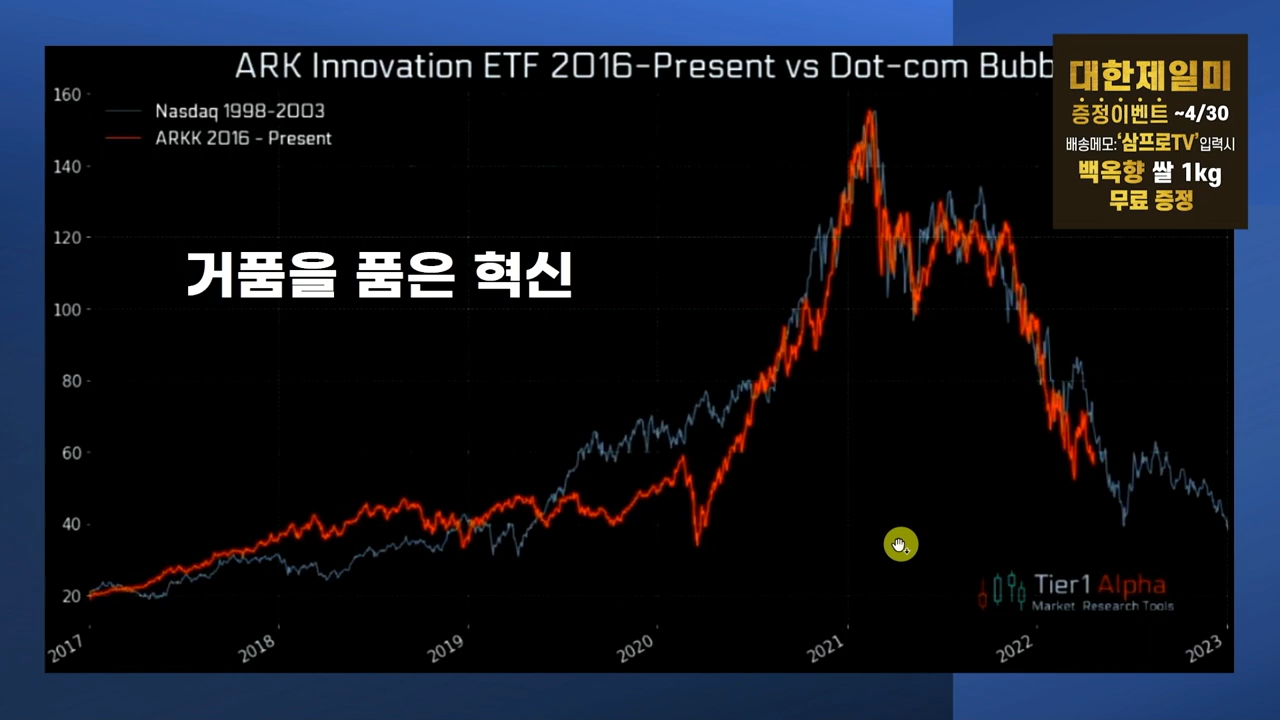 ARK Innovation ETF 2016-Present vs Dot-com Bubb
대한제일미
증정이벤트 ~4/30
배송메모:'삼프로TV'입력시
백옥향 쌀 1kg
무료 증정
Nasdaq 1998-2003
ARKK 2016 - Present
거품을 품은 혁신
160
140
120
100
80
60
40
20
2017
2018
2019
2020
2021
2022
2023
Tier1 Alpha
Market Research Tools